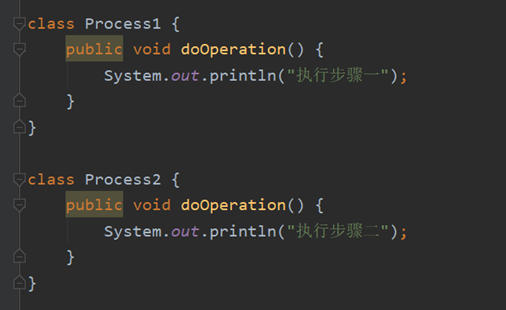 class Process1 {
public void doOperation() {
System.out.println("执行步骤一");
}
}
class Process2 {
public void doOperation() {
System.out.println("执行步骤二");
}
}